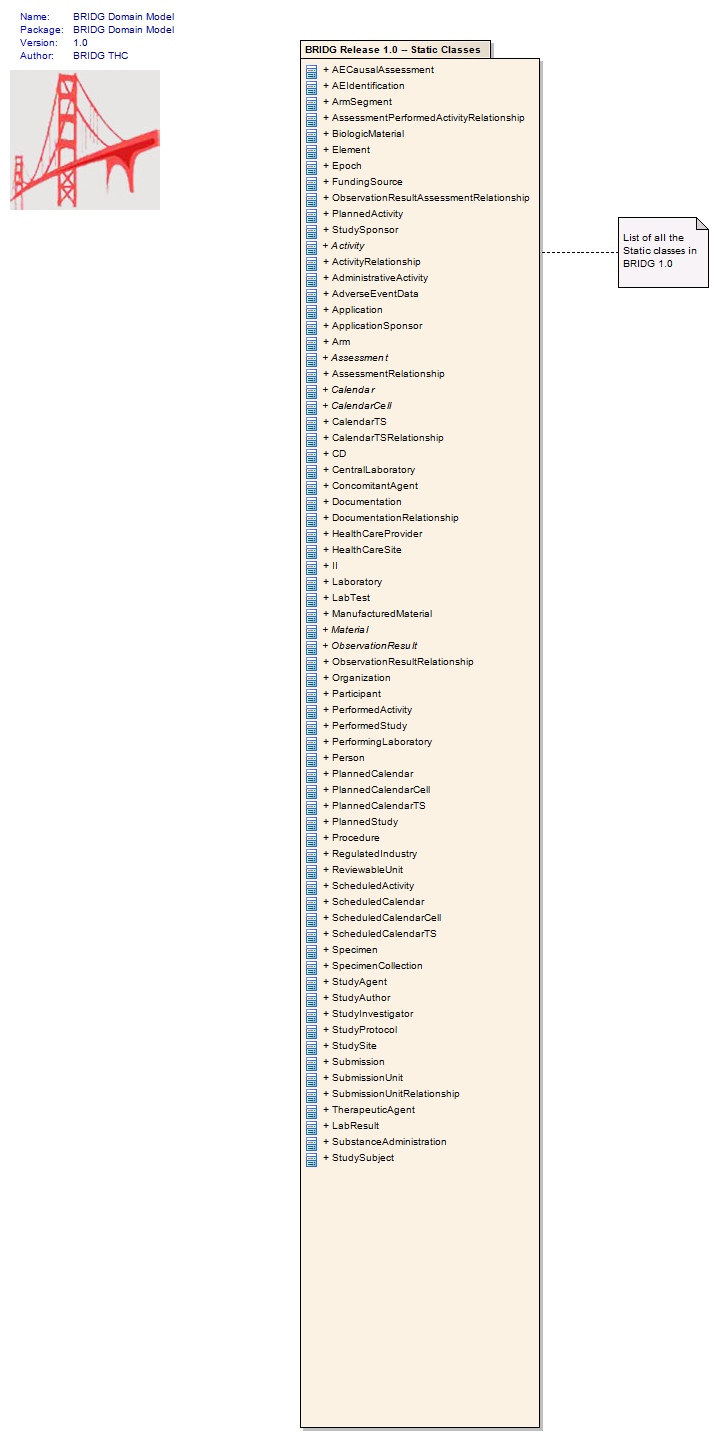 Name: BRIDG Domain Model
Package: BRIDG Domain Model
Version: 1.0
Author: BRIDG THC
BRIDG Release 1.0 -- Static Classes
+ AECausalAssessment
+ AEIdentification
+ ArmSegment
+ AssessmentPerformedActivityRelationship
+ BiologicMaterial
+ Element
+ Epoch
+ FundingSource
+ ObservationResultAssessmentRelationship
+ PlannedActivity
+ StudySponsor
+ Activity
+ ActivityRelationship
+ AdministrativeActivity
+ AdverseEventData
+ Application
+ ApplicationSponsor
+ Arm
+ Assessment
+ AssessmentRelationship
+ Calendar
+ CalendarCell
+ CalendarTS
+ CalendarTSRelationship
+ CD
+ CentralLaboratory
+ ConcomitantAgent
+ Documentation
+ DocumentationRelationship
+ HealthCareProvider
+ HealthCareSite
+ II
+ Laboratory
+ LabTest
+ ManufacturedMaterial
+ Material
+ ObservationResult
+ ObservationResultRelationship
+ Organization
+ Participant
+ PerformedActivity
+ PerformedStudy
+ PerformingLaboratory
+ Person
+ PlannedCalendar
+ PlannedCalendarCell
+ PlannedCalendarTS
+ PlannedStudy
+ Procedure
+ RegulatedIndustry
+ ReviewableUnit
+ ScheduledActivity
+ ScheduledCalendar
+ ScheduledCalendarCell
+ ScheduledCalendarTS
+ Specimen
+ SpecimenCollection
+ StudyAgent
+ StudyAuthor
+ StudyInvestigator
+ StudyProtocol
+ StudySite
+ Submission
+ SubmissionUnit
+ SubmissionUnitRelationship
+ TherapeuticAgent
+ LabResult
+ SubstanceAdministration
+ StudySubject
List of all the
Static classes in
BRIDG 1.0